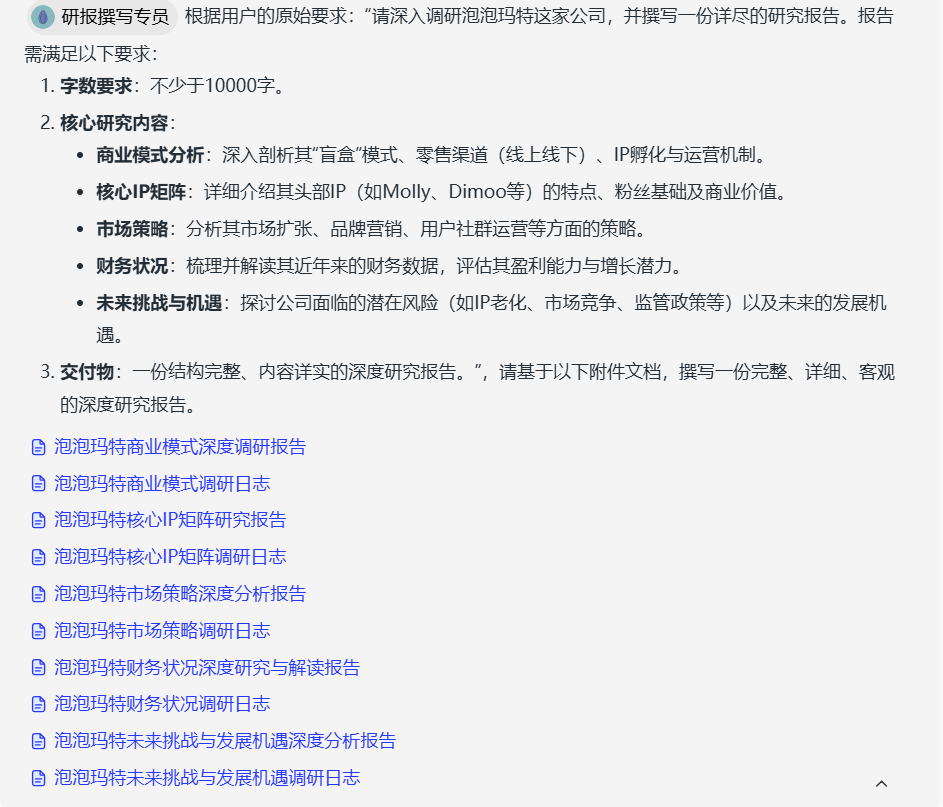 研报撰写专员 根据用户的原始要求：“请深入调研泡泡玛特这家公司，并撰写一份详尽的研究报告。报告
需满足以下要求：
1. 字数要求：不少于10000字。
2. 核心研究内容：
• 商业模式分析：深入剖析其“盲盒”模式、零售渠道（线上线下）、IP孵化与运营机制。
• 核心IP矩阵：详细介绍其头部IP（如Molly、Dimoo等）的特点、粉丝基础及商业价值。
• 市场策略：分析其市场扩张、品牌营销、用户社群运营等方面的策略。
• 财务状况：梳理并解读其近年来的财务数据，评估其盈利能力与增长潜力。
• 未来挑战与机遇：探讨公司面临的潜在风险（如IP老化、市场竞争、监管政策等）以及未来的发展机
遇。
3. 交付物：一份结构完整、内容详实的深度研究报告。”，请基于以下附件文档，撰写一份完整、详细、客观
的深度研究报告。
泡泡玛特商业模式深度调研报告
泡泡玛特商业模式调研日志
泡泡玛特核心IP矩阵研究报告
泡泡玛特核心IP矩阵调研日志
泡泡玛特市场策略深度分析报告
泡泡玛特市场策略调研日志
泡泡玛特财务状况深度研究与解读报告
泡泡玛特财务状况调研日志
泡泡玛特未来挑战与发展机遇深度分析报告
泡泡玛特未来挑战与发展机遇调研日志